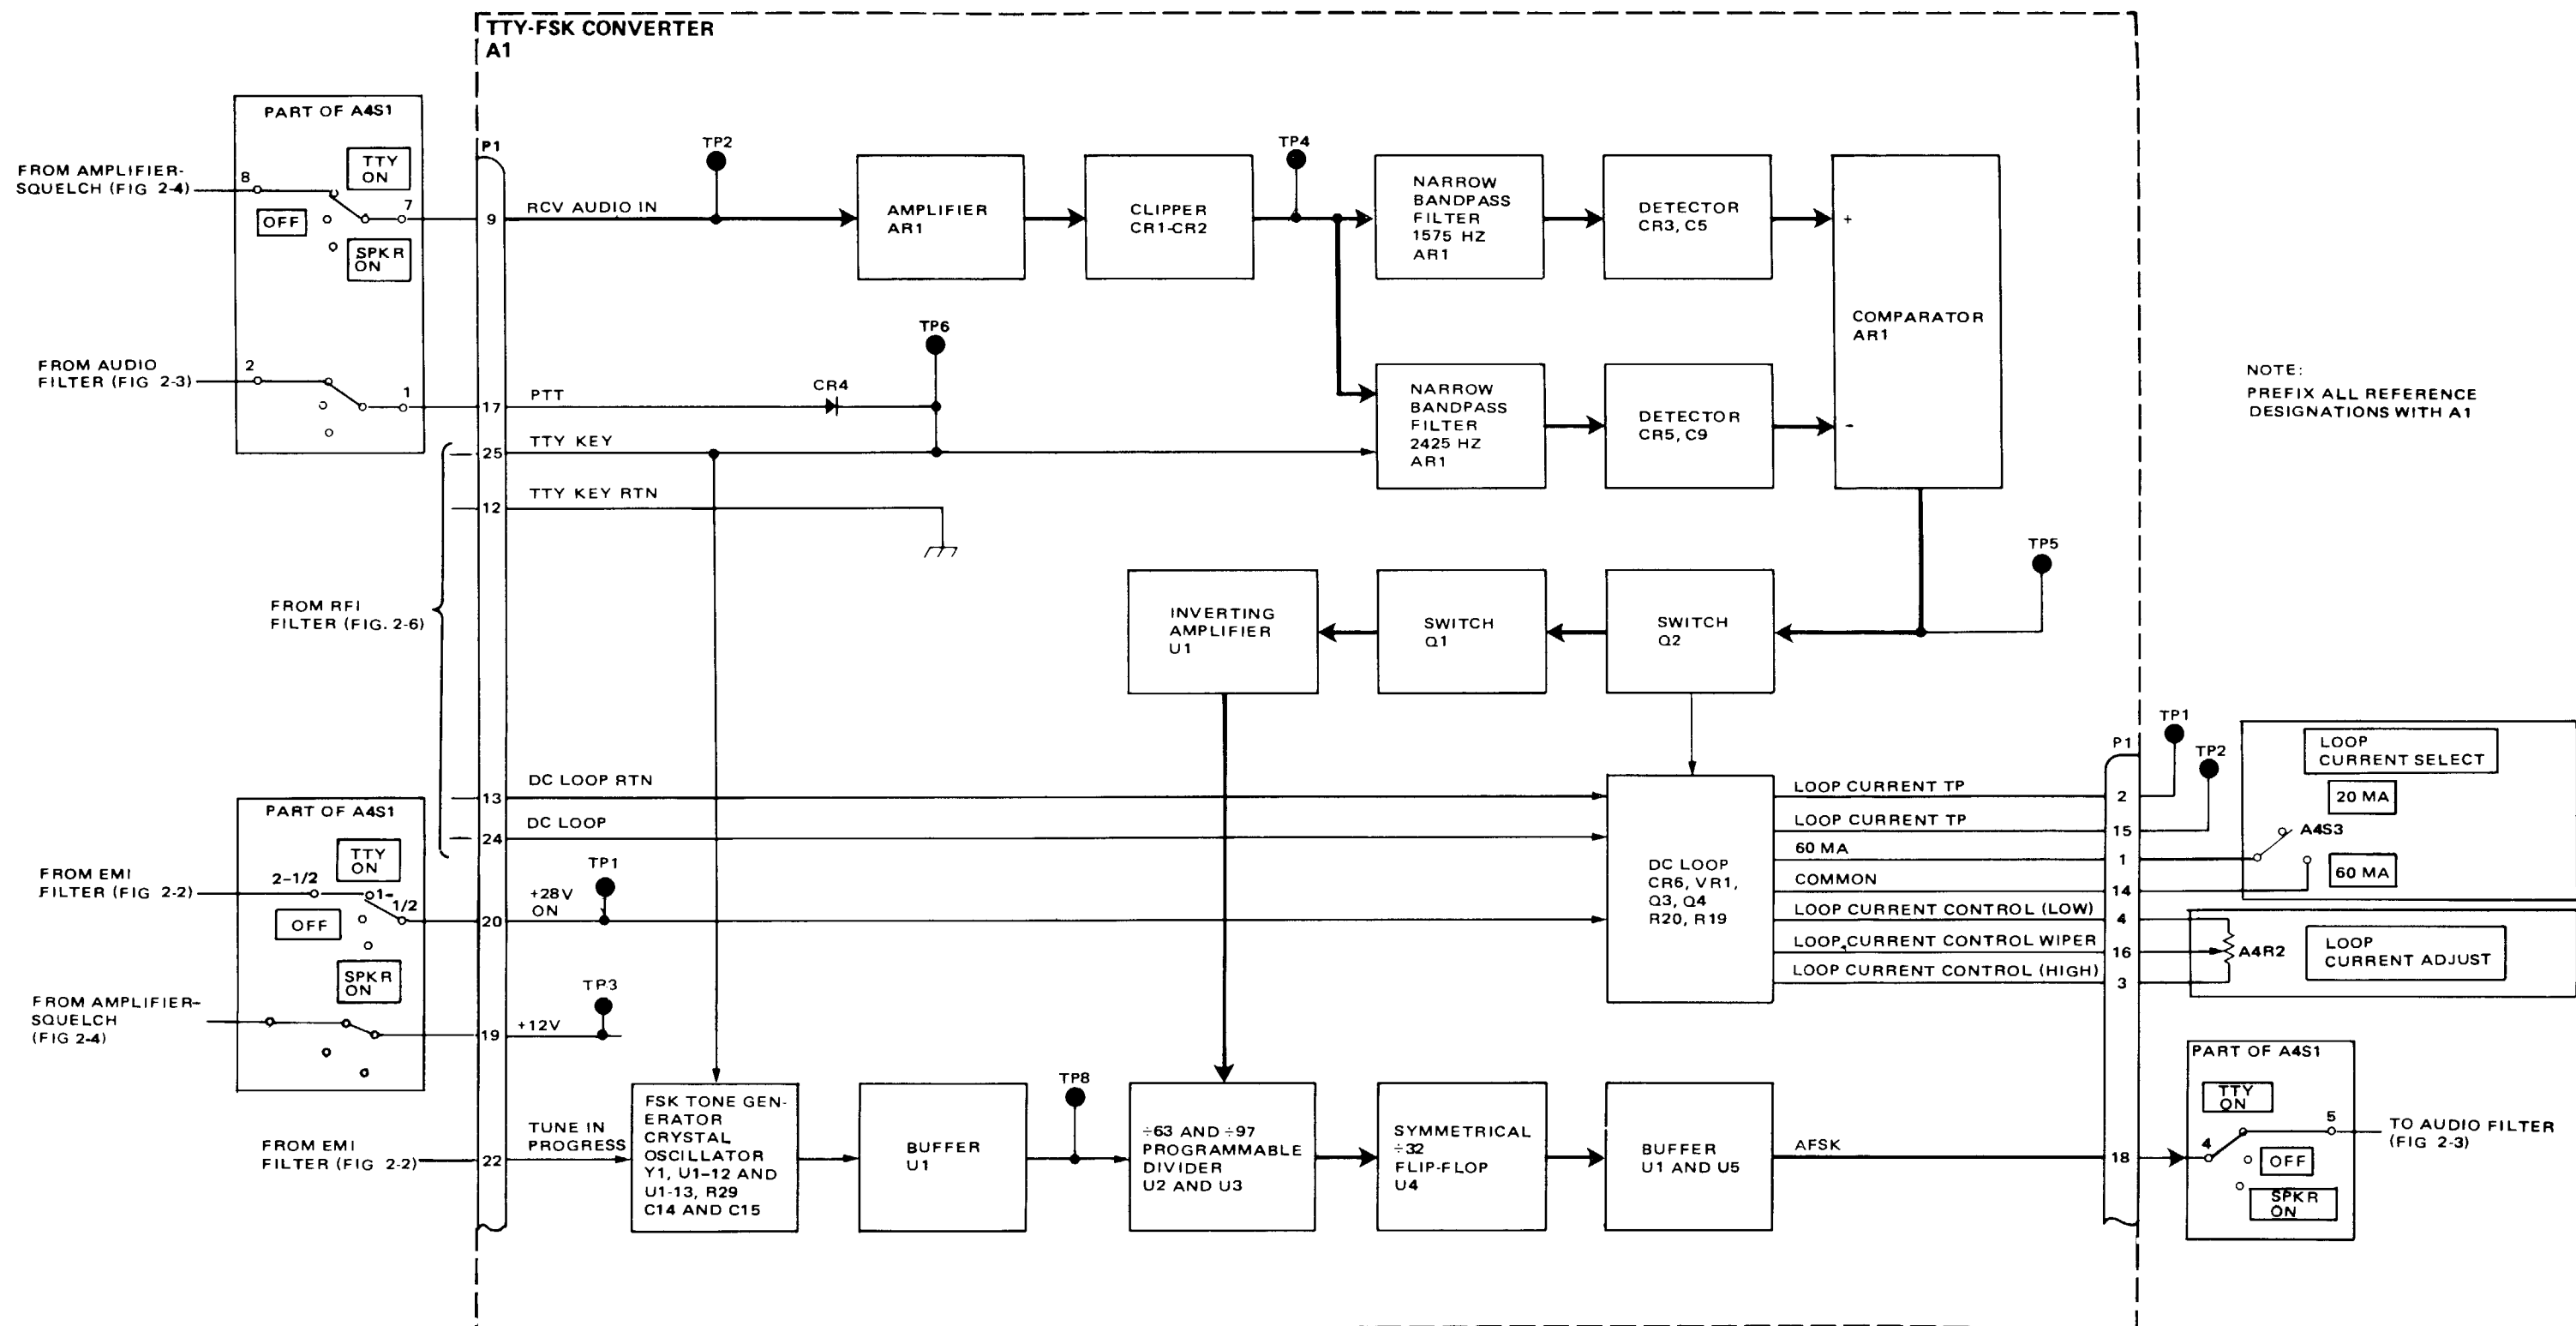 TTY-FSK CONVERTER
A1
PART OF A4S1
FROM AMPLIFIER-
SQUELCH (FIG 2-4)
8
TTY
ON
OFF
7
SPKR
ON
FROM AUDIO
FILTER (FIG 2-3)
2
1
P1
9
RCV AUDIO IN
TP2
AMPLIFIER
AR1
CLIPPER
CR1-CR2
TP4
NARROW
BANDPASS
FILTER
1575 HZ
AR1
DETECTOR
CR3, C5
+
COMPARATOR
AR1
-
17
PTT
CR4
TP6
25
TTY KEY
NARROW
BANDPASS
FILTER
2425 HZ
AR1
DETECTOR
CR5, C9
NOTE:
PREFIX ALL REFERENCE
DESIGNATIONS WITH A1
12
TTY KEY RTN
FROM RFI
FILTER (FIG. 2-6)
INVERTING
AMPLIFIER
U1
SWITCH
Q1
SWITCH
Q2
TP5
13
DC LOOP RTN
24
DC LOOP
PART OF A4S1
TTY
ON
FROM EMI
FILTER (FIG 2-2)
2-1/2
1-
1/2
OFF
SPKR
ON
20
+28V
ON
TP1
FROM AMPLIFIER-
SQUELCH
(FIG 2-4)
19
+12V
TP3
DC LOOP
CR6, VR1,
Q3, Q4
R20, R19
LOOP CURRENT TP
LOOP CURRENT TP
60 MA
COMMON
LOOP CURRENT CONTROL (LOW)
LOOP CURRENT CONTROL WIPER
LOOP CURRENT CONTROL (HIGH)
P1
2
15
1
14
4
16
3
TP1
TP2
LOOP
CURRENT SELECT
20 MA
A4S3
60 MA
A4R2
LOOP
CURRENT ADJUST
FROM EMI
FILTER (FIG 2-2)
22
TUNE IN
PROGRESS
FSK TONE GEN-
ERATOR
CRYSTAL
OSCILLATOR
Y1, U1-12 AND
U1-13, R29
C14 AND C15
BUFFER
U1
TP8
÷63 AND ÷97
PROGRAMMABLE
DIVIDER
U2 AND U3
SYMMETRICAL
÷32
FLIP-FLOP
U4
BUFFER
U1 AND U5
AFSK
18
PART OF A4S1
TTY
ON
4
5
OFF
SPKR
ON
TO AUDIO FILTER
(FIG 2-3)